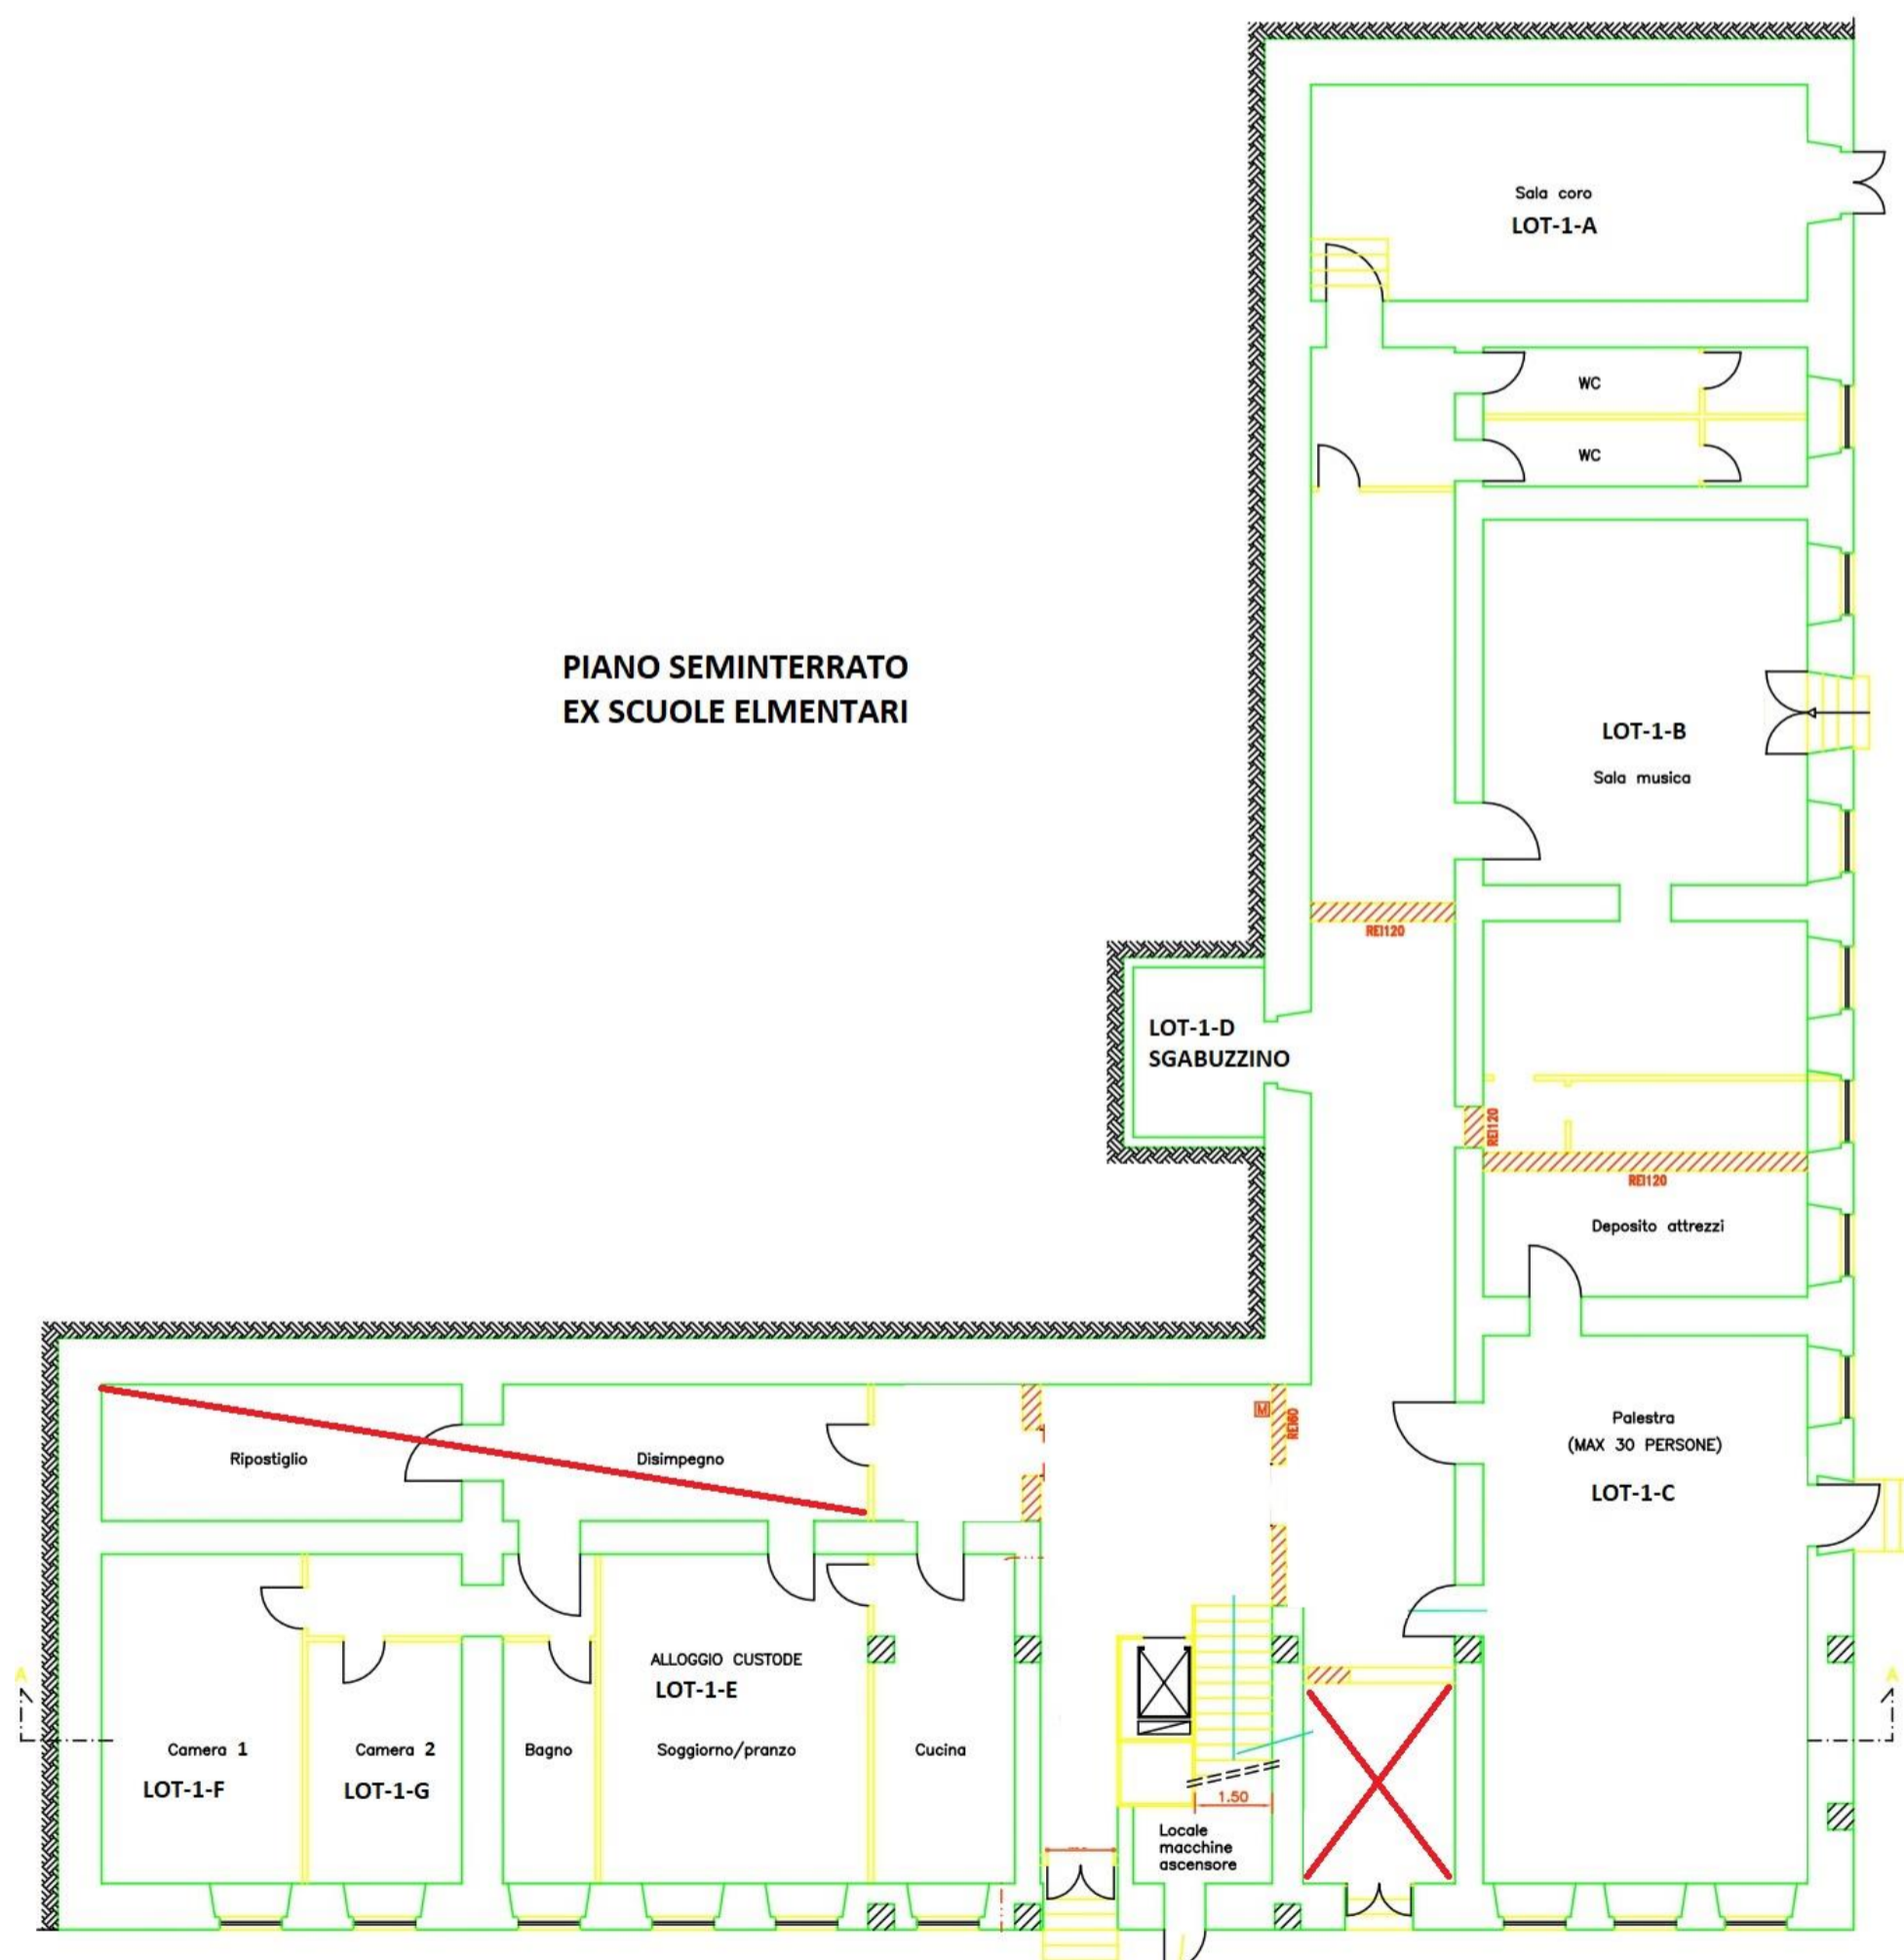 Sala coro
LOT-1-A
WC
WC
PIANO SEMINTERRATO
EX SCUOLE ELMENTARI
LOT-1-B
Sala musica
REI120
LOT-1-D
SGABUZZINO
REI120
REI120
Deposito attrezzi
Palestra
(MAX 30 PERSONE)
LOT-1-C
M
REI60
Ripostiglio
Disimpegno
ALLOGGIO CUSTODE
LOT-1-E
A
A
Camera 1
LOT-1-F
Camera 2
LOT-1-G
Bagno
Soggiorno/pranzo
Cucina
1.50
Locale
macchine
ascensore